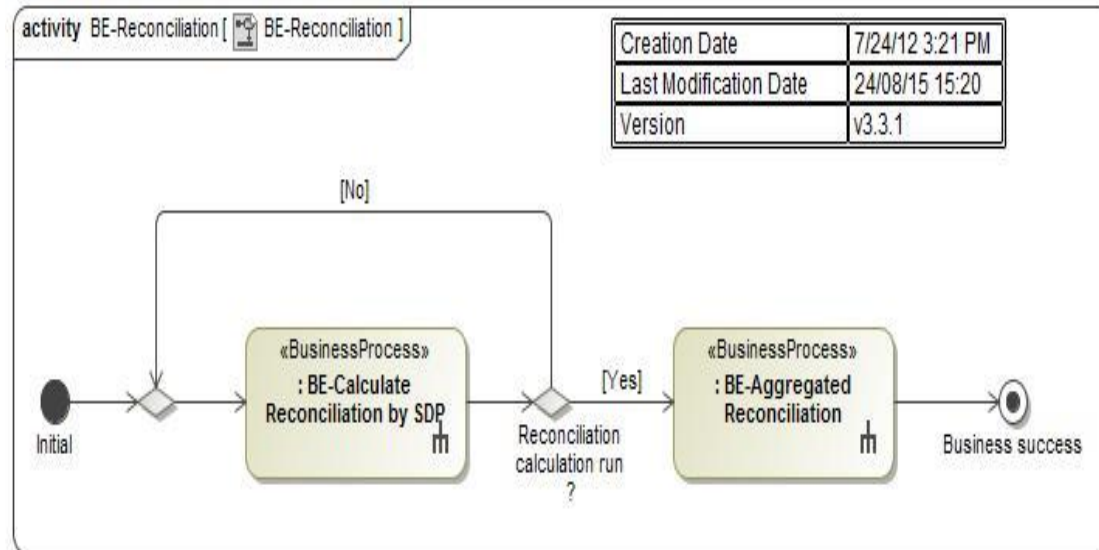 activity BE-Reconciliation [ BE-Reconciliation ]
Creation Date 7/24/12 3:21 PM
Last Modification Date 24/08/15 15:20
Version v3.3.1
[No]
Initial
«BusinessProcess»
: BE-Calculate
Reconciliation by SDP
Reconciliation
calculation run
?
[Yes]
«BusinessProcess»
: BE-Aggregated
Reconciliation
Business success